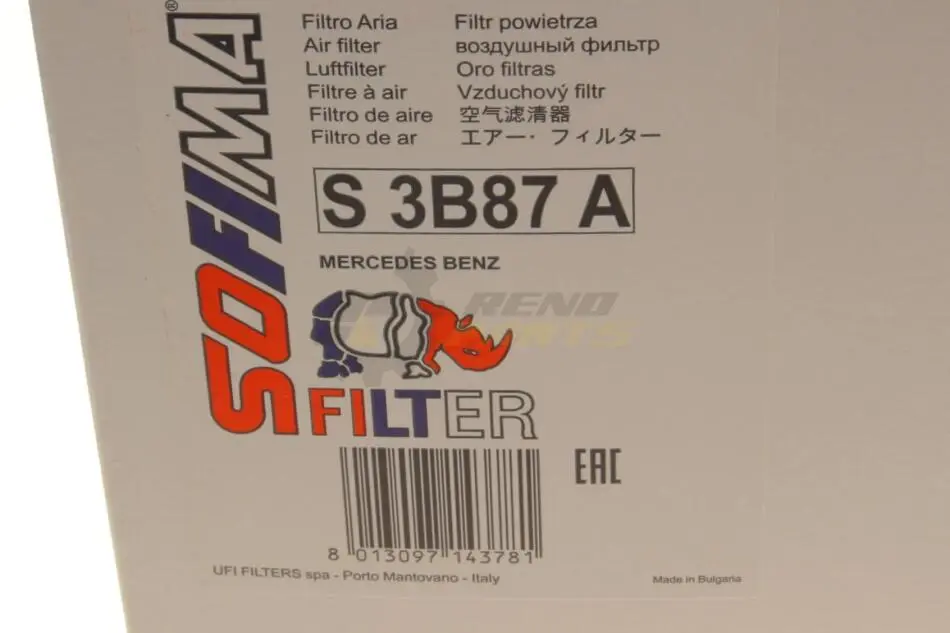 SOFIMA®
Filtro Aria
Air filter
Luftfilter
Filtre à air
Filtro de aire
Filtro de ar
Filtr powietrza
воздушный фильтр
Oro filtras
Vzduchový filtr
空气滤清器
エアー・フィルター
S 3B87 A
MERCEDES BENZ
RENO
PARTS
FILTER
EAC
8 013097 143781
UFI FILTERS spa - Porto Mantovano - Italy
Made in Bulgaria